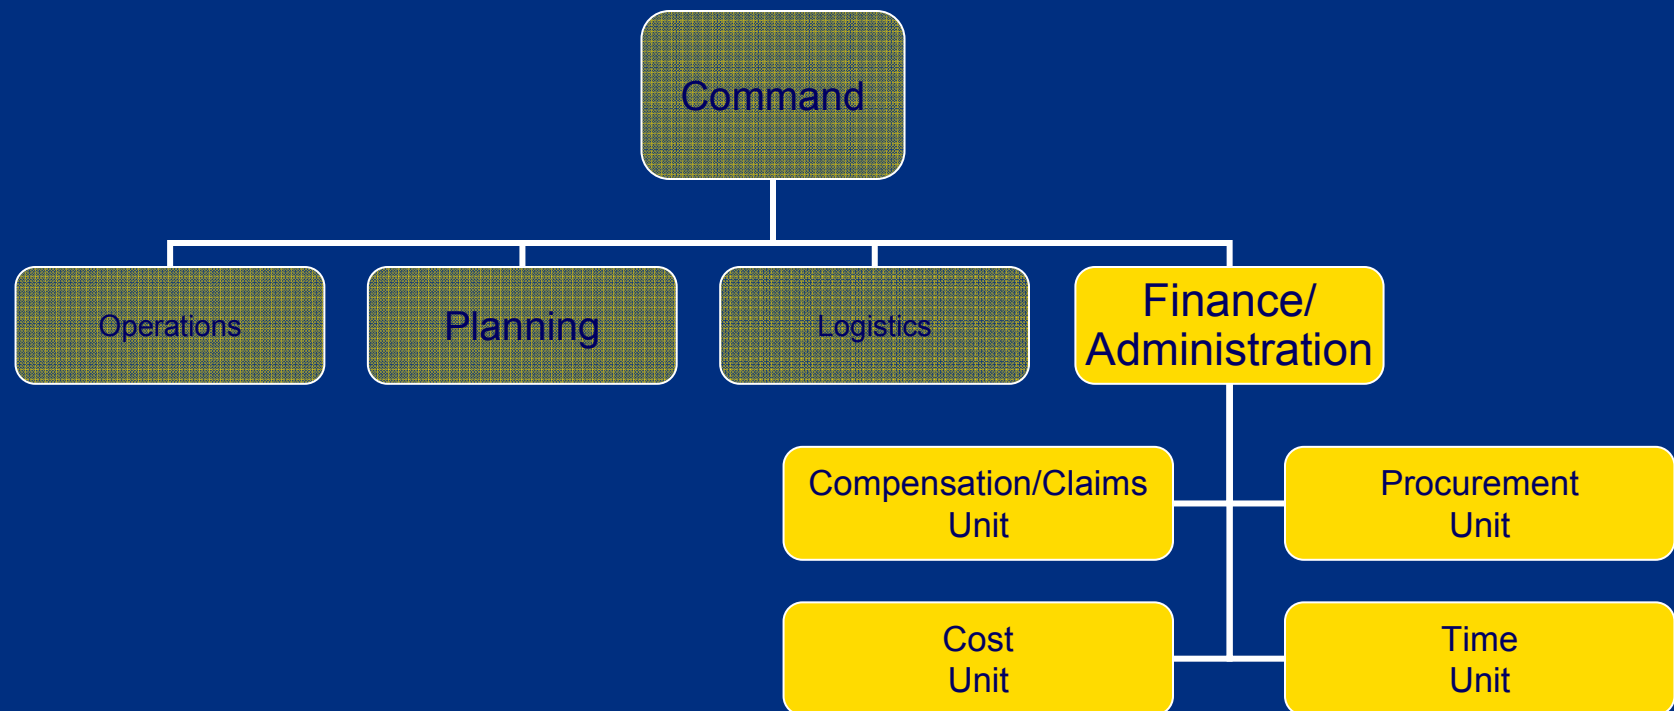 Command
Operations
Planning
Logistics
Finance/
Administration
Compensation/Claims
Unit
Procurement
Unit
Cost
Unit
Time
Unit